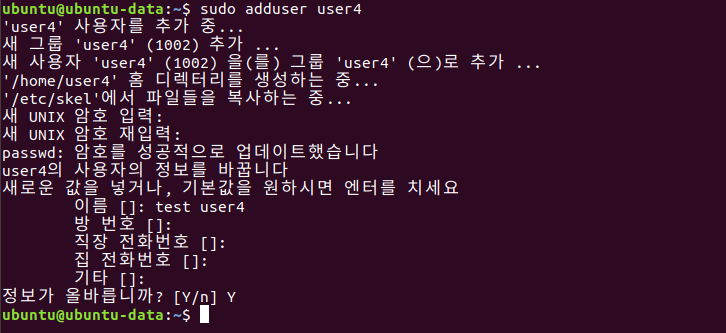 ubuntu@ubuntu-data:~$ sudo adduser user4
'user4' 사용자를 추가 중...
새 그룹 'user4' (1002) 추가 ...
새 사용자 'user4' (1002) 을(를) 그룹 'user4' (으)로 추가 ...
'/home/user4' 홈 디렉터리를 생성하는 중...
'/etc/skel'에서 파일들을 복사하는 중...
새 UNIX 암호 입력:
새 UNIX 암호 재입력:
passwd: 암호를 성공적으로 업데이트했습니다
user4의 사용자의 정보를 바꿉니다
새로운 값을 넣거나, 기본값을 원하시면 엔터를 치세요
이름 []: test user4
방 번호 []:
직장 전화번호 []:
집 전화번호 []:
기타 []:
정보가 올바릅니까? [Y/n] Y
ubuntu@ubuntu-data:~$